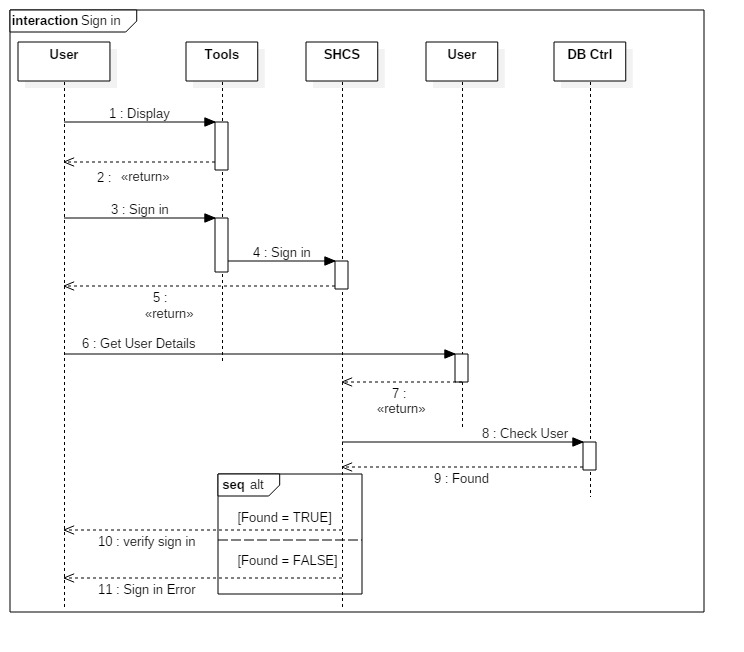 interaction Sign in
User
Tools
SHCS
User
DB Ctrl
1 : Display
2 : «return»
3 : Sign in
4 : Sign in
5 :
«return»
6 : Get User Details
7 :
«return»
8 : Check User
9 : Found
seq alt
[Found = TRUE]
10 : verify sign in
[Found = FALSE]
11 : Sign in Error